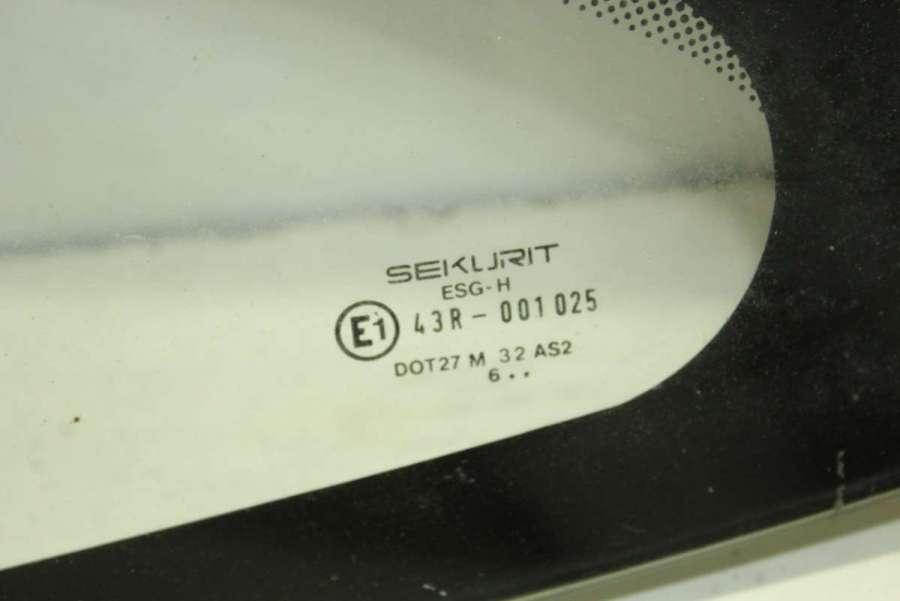 SEKURIT
ESG-H
E1 43R-001025
DOT27 M 32 AS2
6..